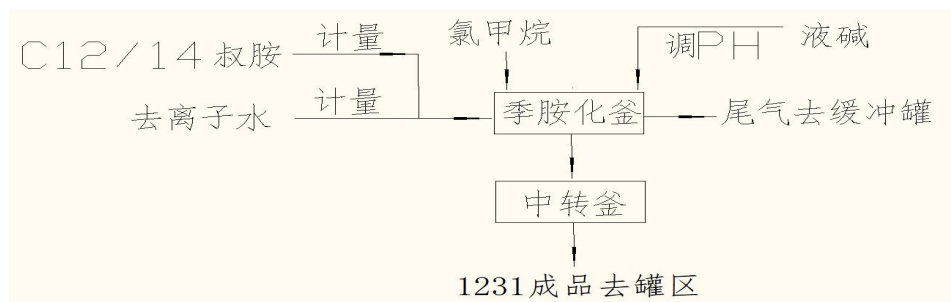 C12/14叔胺
计量
氯甲烷
调PH
液碱
去离子水
计量
季胺化釜
尾气去缓冲罐
中转釜
1231成品去罐区